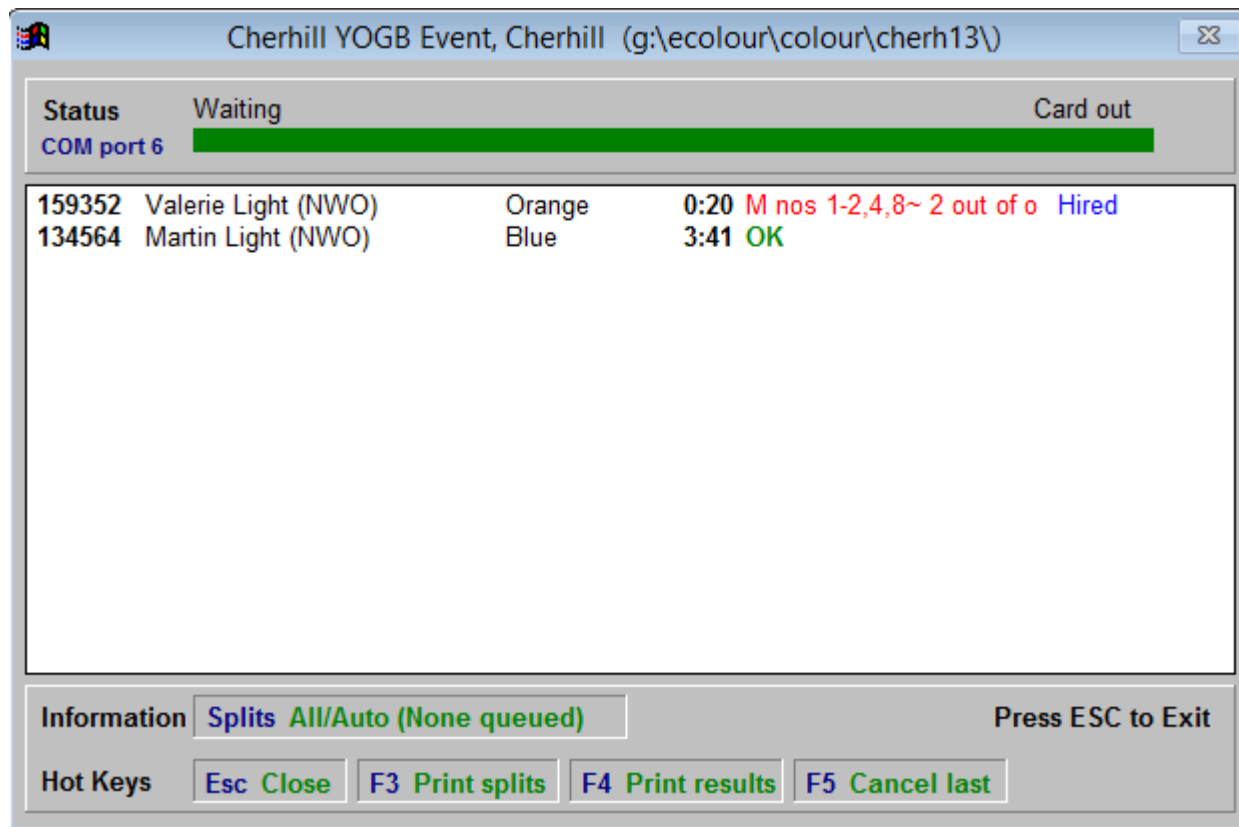 Cherhill YOGB Event, Cherhill (g:\ecolour\colour\cherh13\)
Status Waiting Card out
COM port 6
159352 Valerie Light (NWO) Orange 0:20 M nos 1-2,4,8~ 2 out of o Hired
134564 Martin Light (NWO) Blue 3:41 OK
Information Splits All/Auto (None queued) Press ESC to Exit
Hot Keys Esc Close F3 Print splits F4 Print results F5 Cancel last